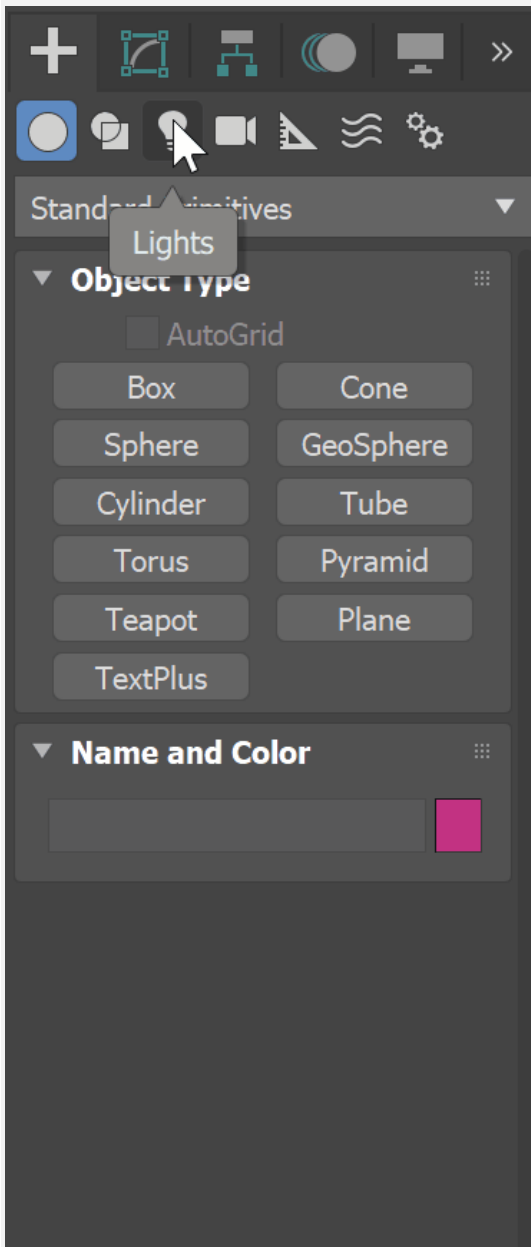 Standard Primitives
Lights
Object Type
AutoGrid
Box Cone
Sphere GeoSphere
Cylinder Tube
Torus Pyramid
Teapot Plane
TextPlus
Name and Color